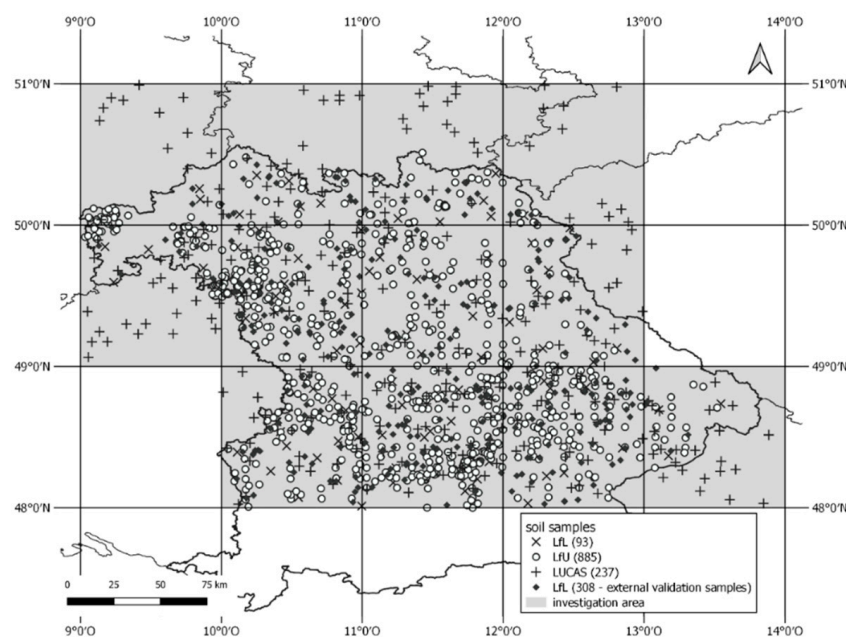 9°0′O 10°0′O 11°0′O 12°0′O 13°0′O 14°0′O
51°0′N 51°0′N
50°0′N 50°0′N
49°0′N 49°0′N
48°0′N 48°0′N
soil samples
LfL (93)
LfU (885)
LUCAS (237)
LfL (308 - external validation samples)
investigation area
0 25 50 75 km
9°0′O 10°0′O 11°0′O 12°0′O 13°0′O 14°0′O